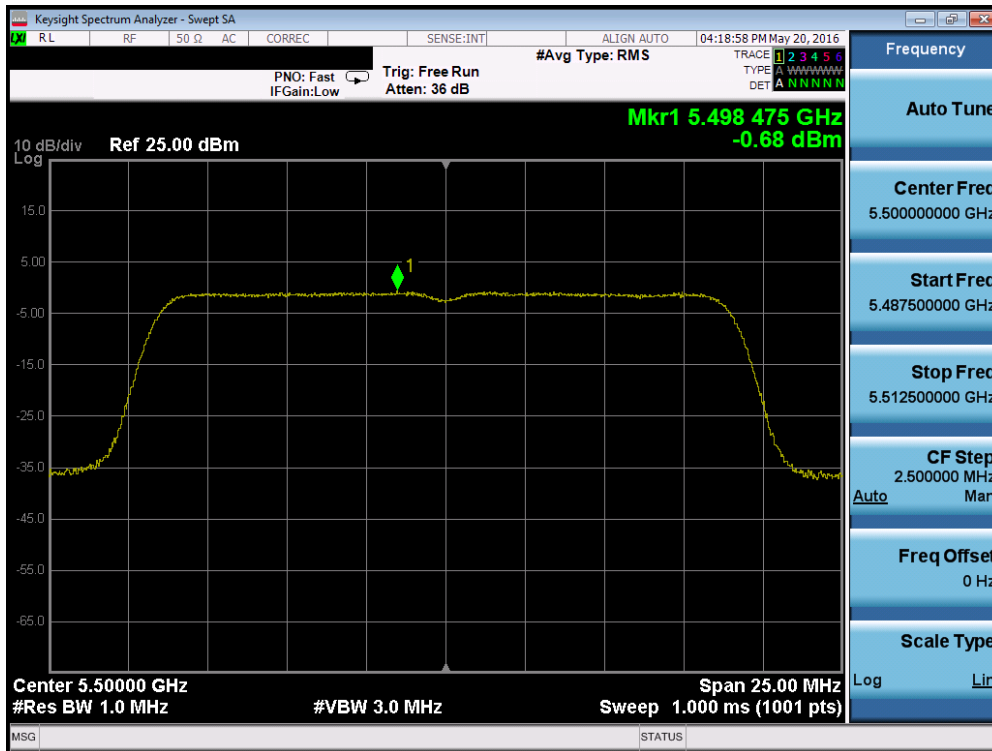 Keysight Spectrum Analyzer - Swept SA
LXI RL RF 50 Ω AC CORREC SENSE:INT ALIGN AUTO 04:18:58 PM May 20, 2016
#Avg Type: RMS
TRACE 1 2 3 4 5 6
TYPE A WWWWWW
DET A N N N N N
PNO: Fast
IFGain:Low
Trig: Free Run
Atten: 36 dB
Mkr1 5.498 475 GHz
-0.68 dBm
10 dB/div
Log
Ref 25.00 dBm
15.0
5.00
-5.00
-15.0
-25.0
-35.0
-45.0
-55.0
-65.0
1
Center 5.50000 GHz
Span 25.00 MHz
#Res BW 1.0 MHz
#VBW 3.0 MHz
Sweep 1.000 ms (1001 pts)
MSG
STATUS
Frequency
Auto Tune
Center Freq
5.500000000 GHz
Start Freq
5.487500000 GHz
Stop Freq
5.512500000 GHz
CF Step
2.500000 MHz
Auto Man
Freq Offset
0 Hz
Scale Type
Log Lin